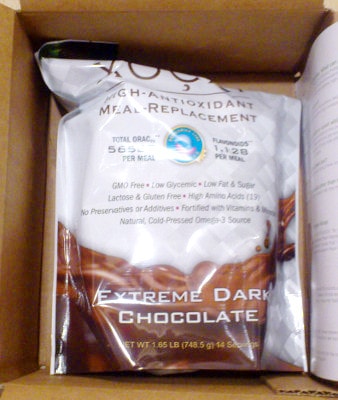 XOÇAI
HIGH-ANTIOXIDANT
MEAL-REPLACEMENT
TOTAL ORAC
PER MEAL
FLAVONOIDS
1,128
PER MEAL
GMO Free • Low Glycemic • Low Fat & Sugar
Lactose & Gluten Free • High Amino Acids (19)
No Preservatives or Additives • Fortified with Vitamins &
Natural, Cold-Pressed Omega-3 Source
EXTREME DARK
CHOCOLATE
NET WT 1.65 LB (748.5 g) 14 Servings